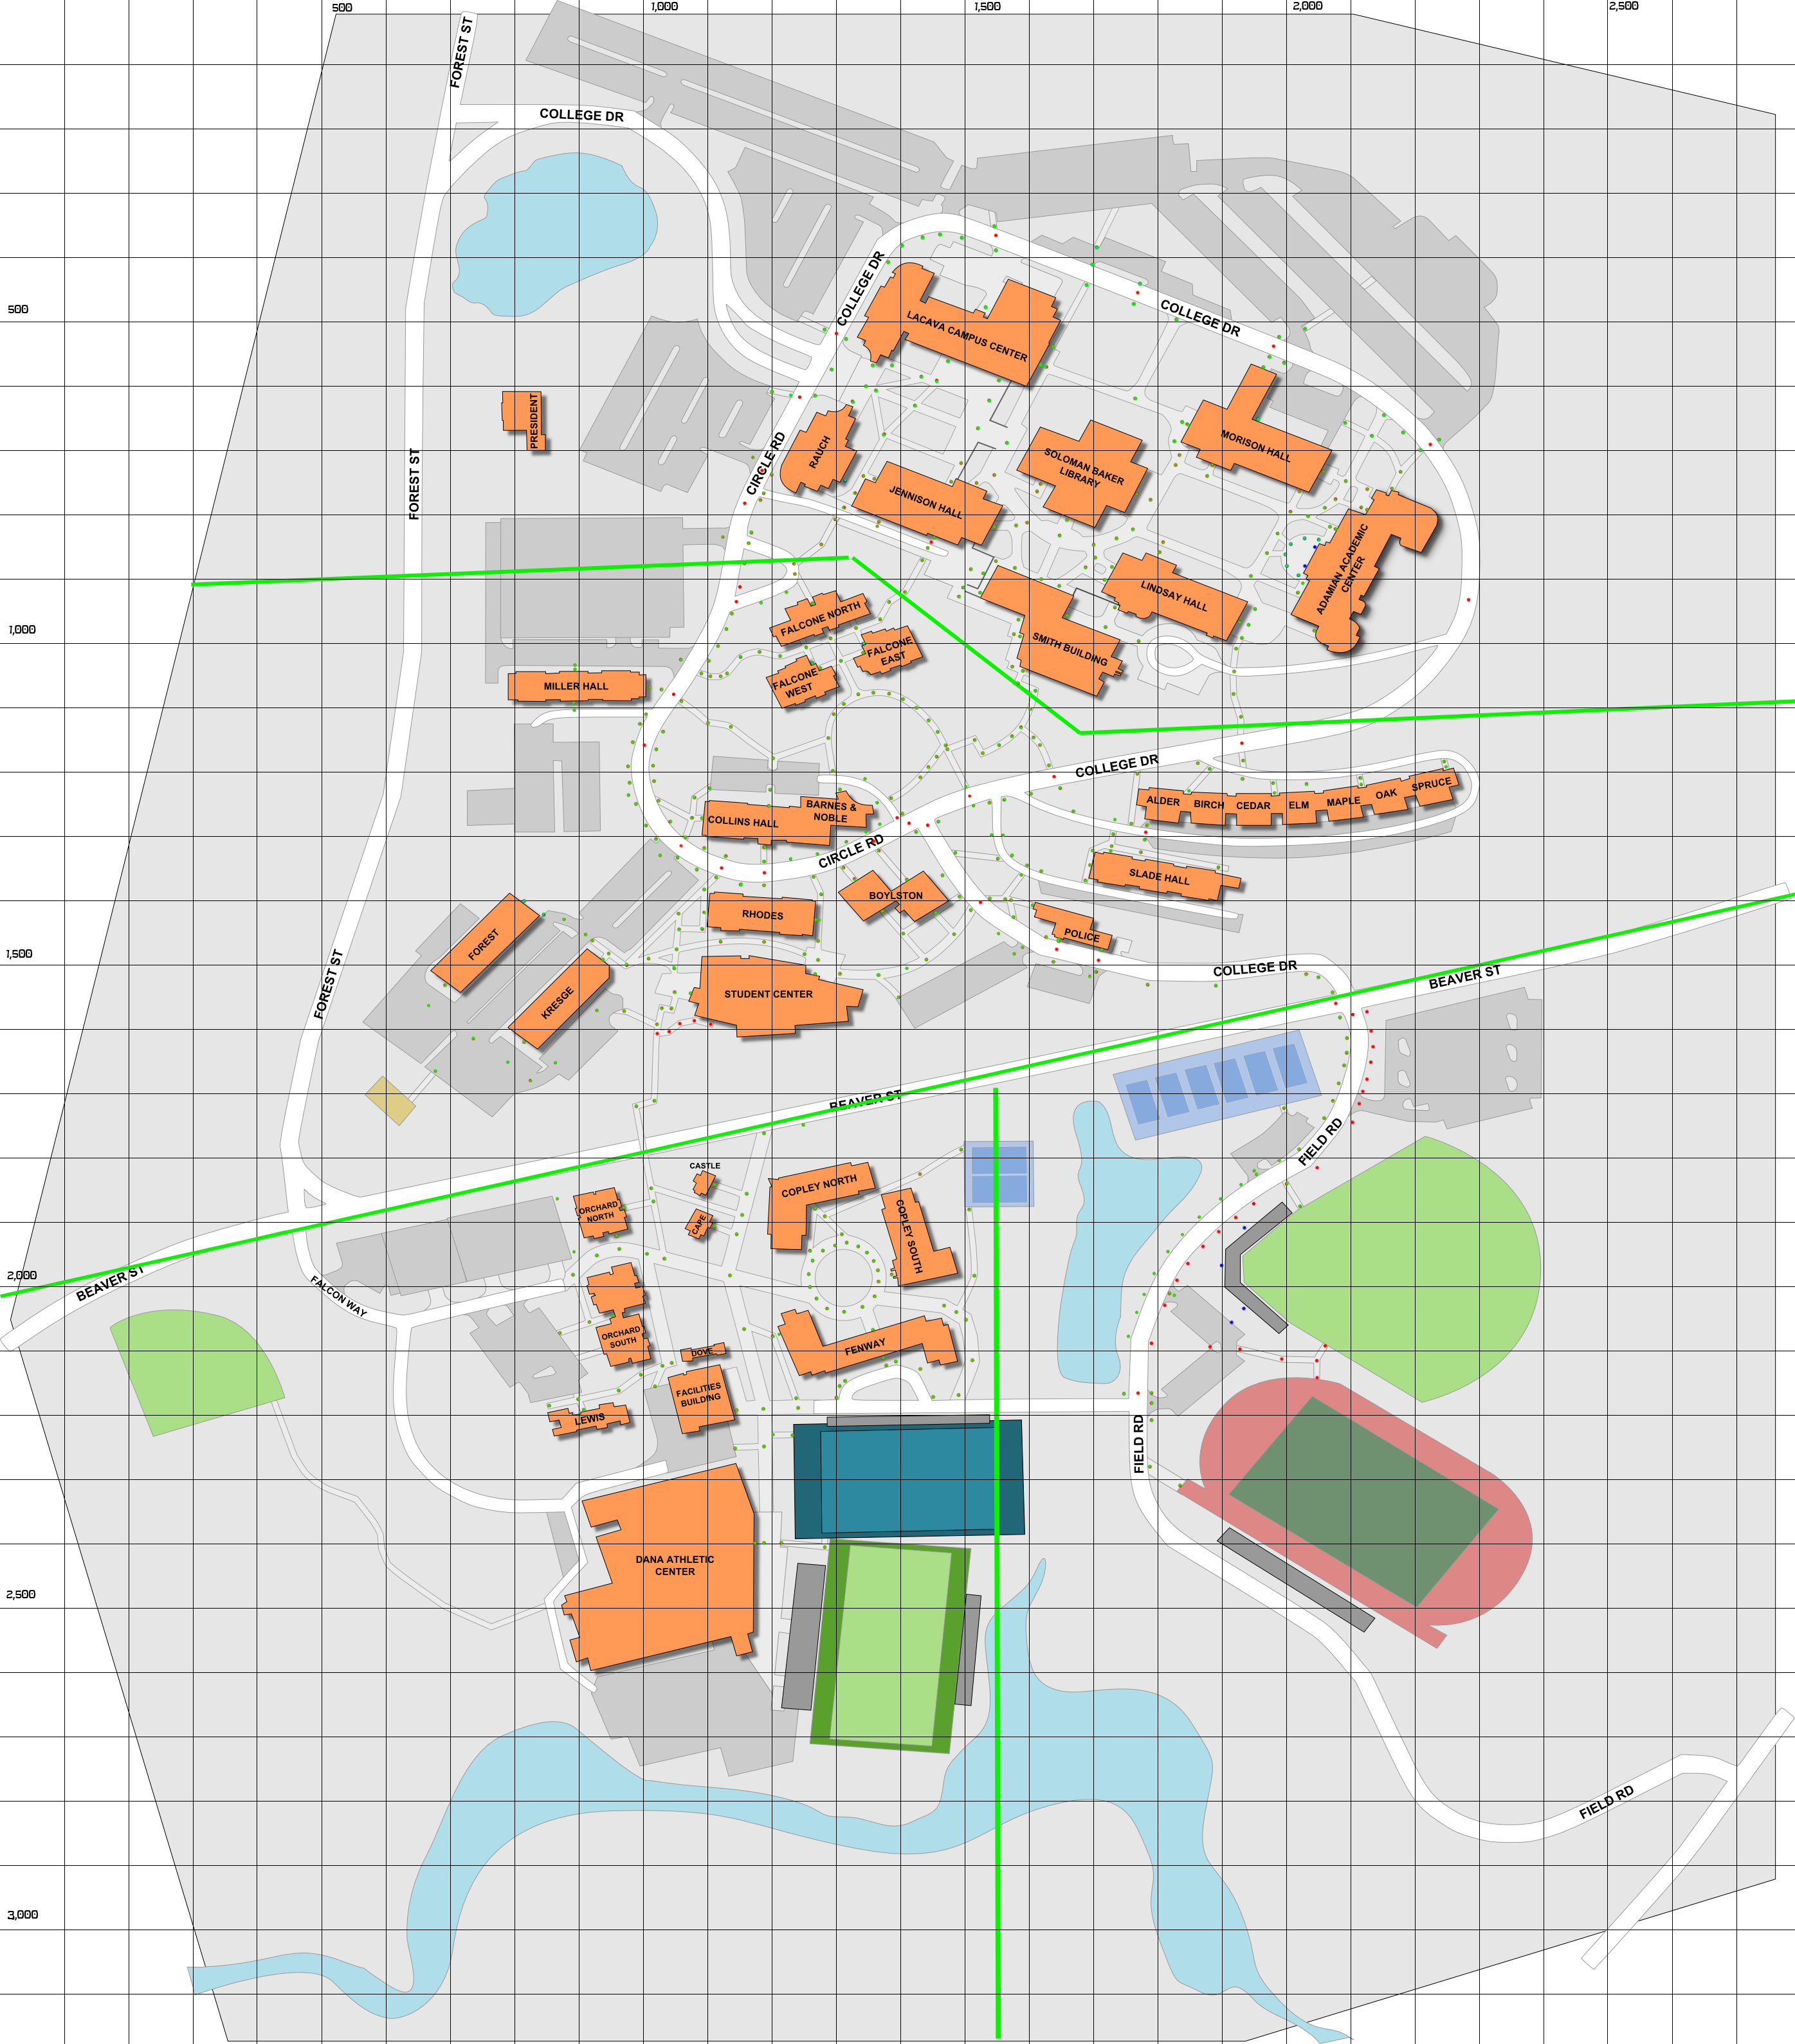 500
1,000
1,500
2,000
2,500
FOREST ST
COLLEGE DR
COLLEGE DR
COLLEGE DR
500
LACAVA CAMPUS CENTER
PRESIDENT
FOREST ST
CIRCLE RD
RAUCH
JENNISON HALL
SOLOMAN BAKER
LIBRARY
MORISON HALL
ADAMIAN ACADEMIC
CENTER
LINDSAY HALL
SMITH BUILDING
1,000
FALCONE NORTH
FALCONE
EAST
FALCONE
WEST
MILLER HALL
COLLEGE DR
ALDER
BIRCH
CEDAR
ELM
MAPLE
OAK
SPRUCE
COLLINS HALL
BARNES &
NOBLE
CIRCLE RD
SLADE HALL
BOYLSTON
RHODES
POLICE
FOREST
1,500
FOREST ST
KRESGE
STUDENT CENTER
COLLEGE DR
BEAVER ST
BEAVER ST
FIELD RD
CASTLE
COPLEY NORTH
COPLEY SOUTH
ORCHARD
NORTH
CAPE
2,000
BEAVER ST
FALCON WAY
ORCHARD
SOUTH
DOVE
FENWAY
FACILITIES
BUILDING
LEWIS
FIELD RD
DANA ATHLETIC
CENTER
2,500
FIELD RD
3,000